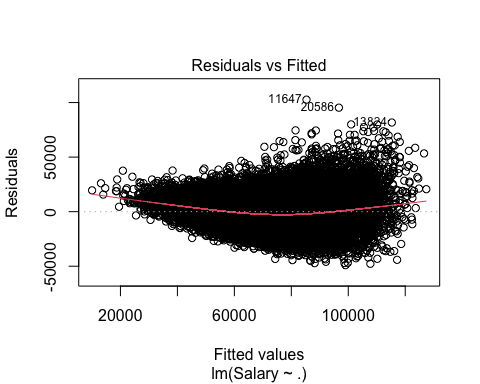 Residuals vs Fitted
11647
20586
13824
Residuals
50000
0
-50000
20000
60000
100000
Fitted values
lm(Salary ~ .)